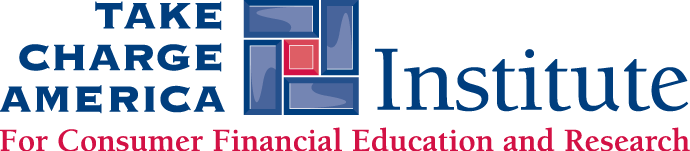 TAKE
CHARGE
AMERICA
Institute
For Consumer Financial Education and Research